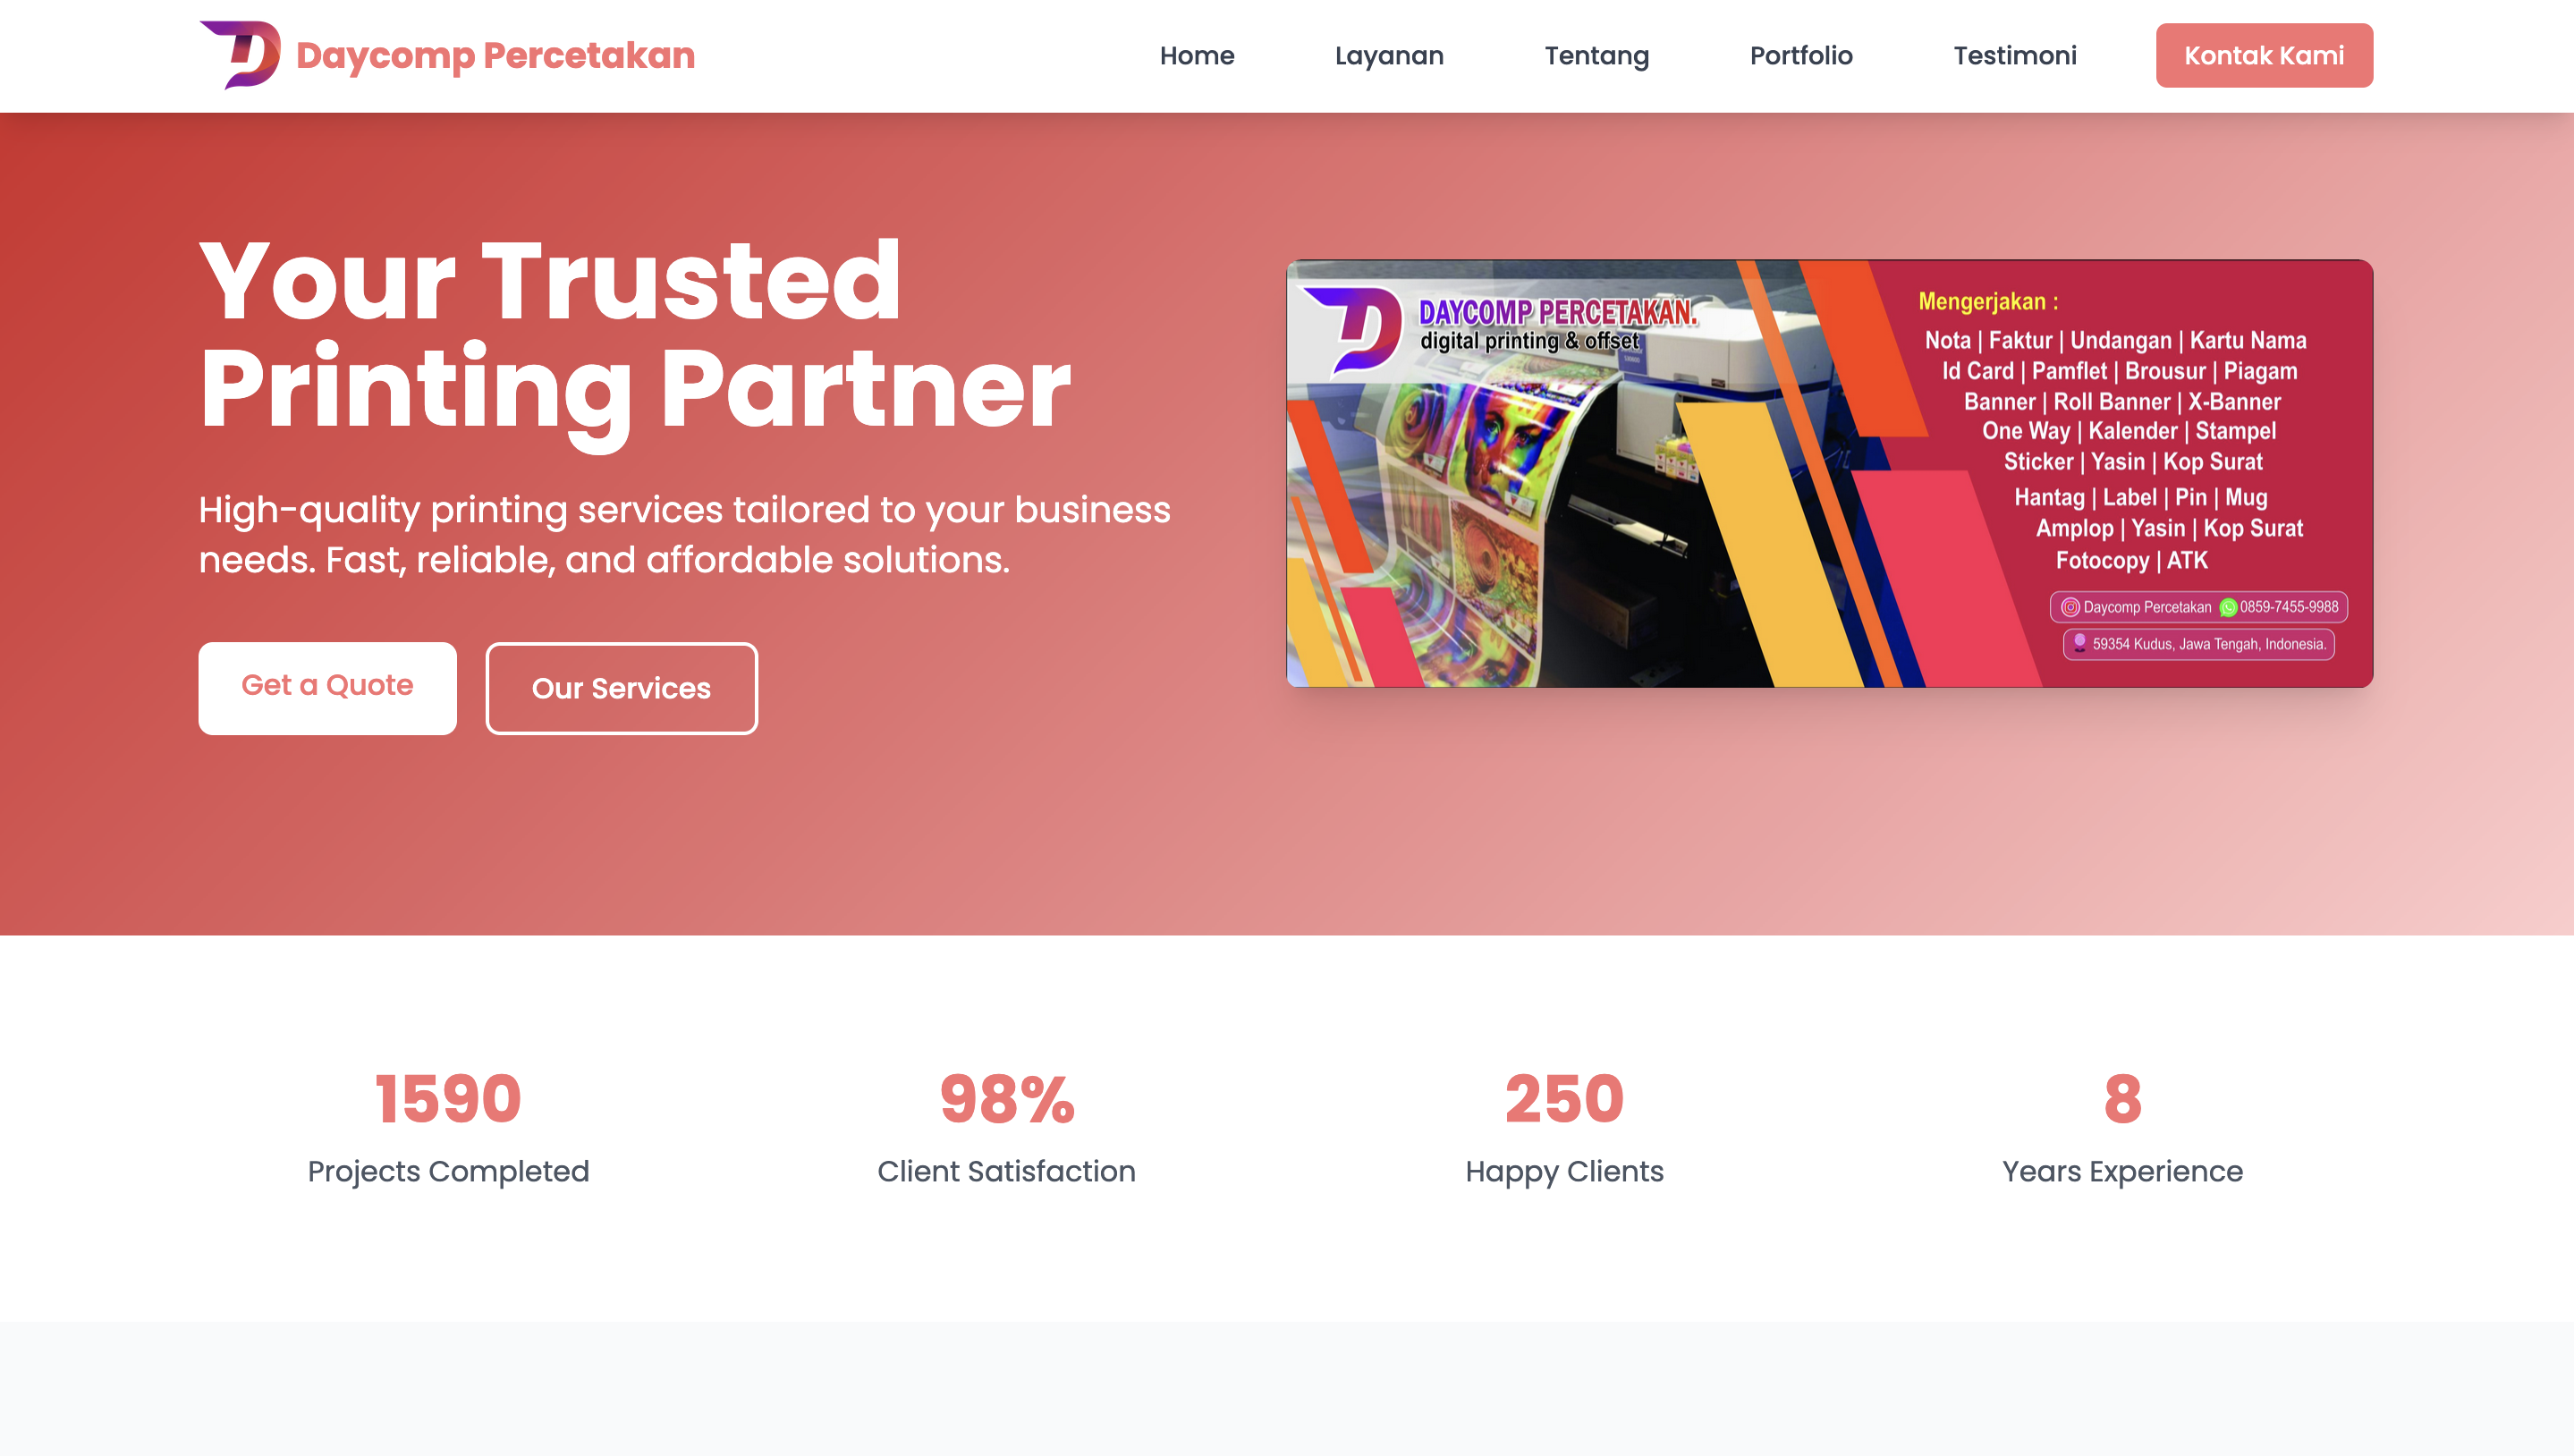 Daycomp Percetakan
Home
Layanan
Tentang
Portfolio
Testimoni
Kontak Kami
Your Trusted
Printing Partner
High-quality printing services tailored to your business
needs. Fast, reliable, and affordable solutions.
Get a Quote
Our Services
DAYCOMP PERCETAKAN.
digital printing & offset
Mengerjakan :
Nota | Faktur | Undangan | Kartu Nama
Id Card | Pamflet | Brousur | Piagam
Banner | Roll Banner | X-Banner
One Way | Kalender | Stampel
Sticker | Yasin | Kop Surat
Hantag | Label | Pin | Mug
Amplop | Yasin | Kop Surat
Fotocopy | ATK
Daycomp Percetakan 0859-7455-9988
59354 Kudus, Jawa Tengah, Indonesia.
1590
Projects Completed
98%
Client Satisfaction
250
Happy Clients
8
Years Experience